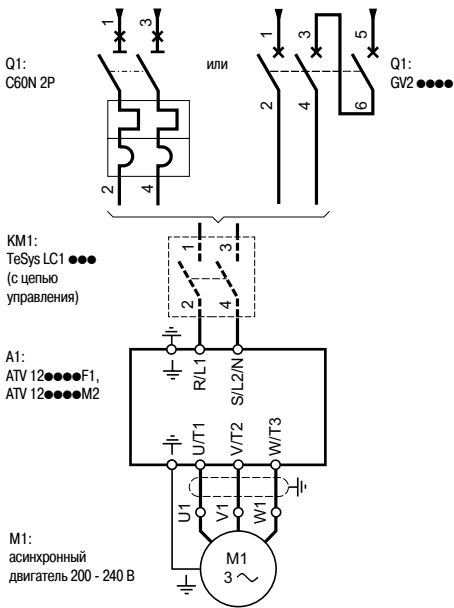 1
3
1
3
5
Q1:
C60N 2P
или
Q1:
GV2 ●●●●
2
4
6
2
4
KM1:
TeSys LC1 ●●●
(с цепью
управления)
1
3
2
4
A1:
ATV 12●●●●F1,
ATV 12●●●●M2
R/L1
S/L2/N
U/T1
V/T2
W/T3
U1
V1
W1
M1:
асинхронный
двигатель 200 - 240 В
M1
3 ~